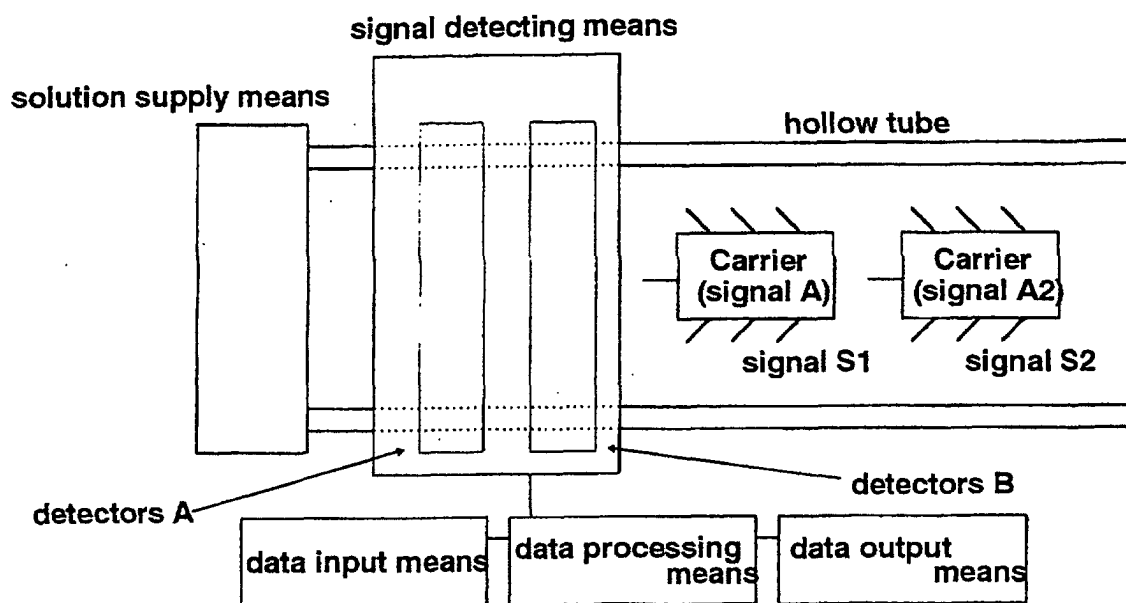 signal detecting means
solution supply means
hollow tube
Carrier
(signal A)
Carrier
(signal A2)
signal S1
signal S2
detectors A
detectors B
data input means
data processing
means
data output
means